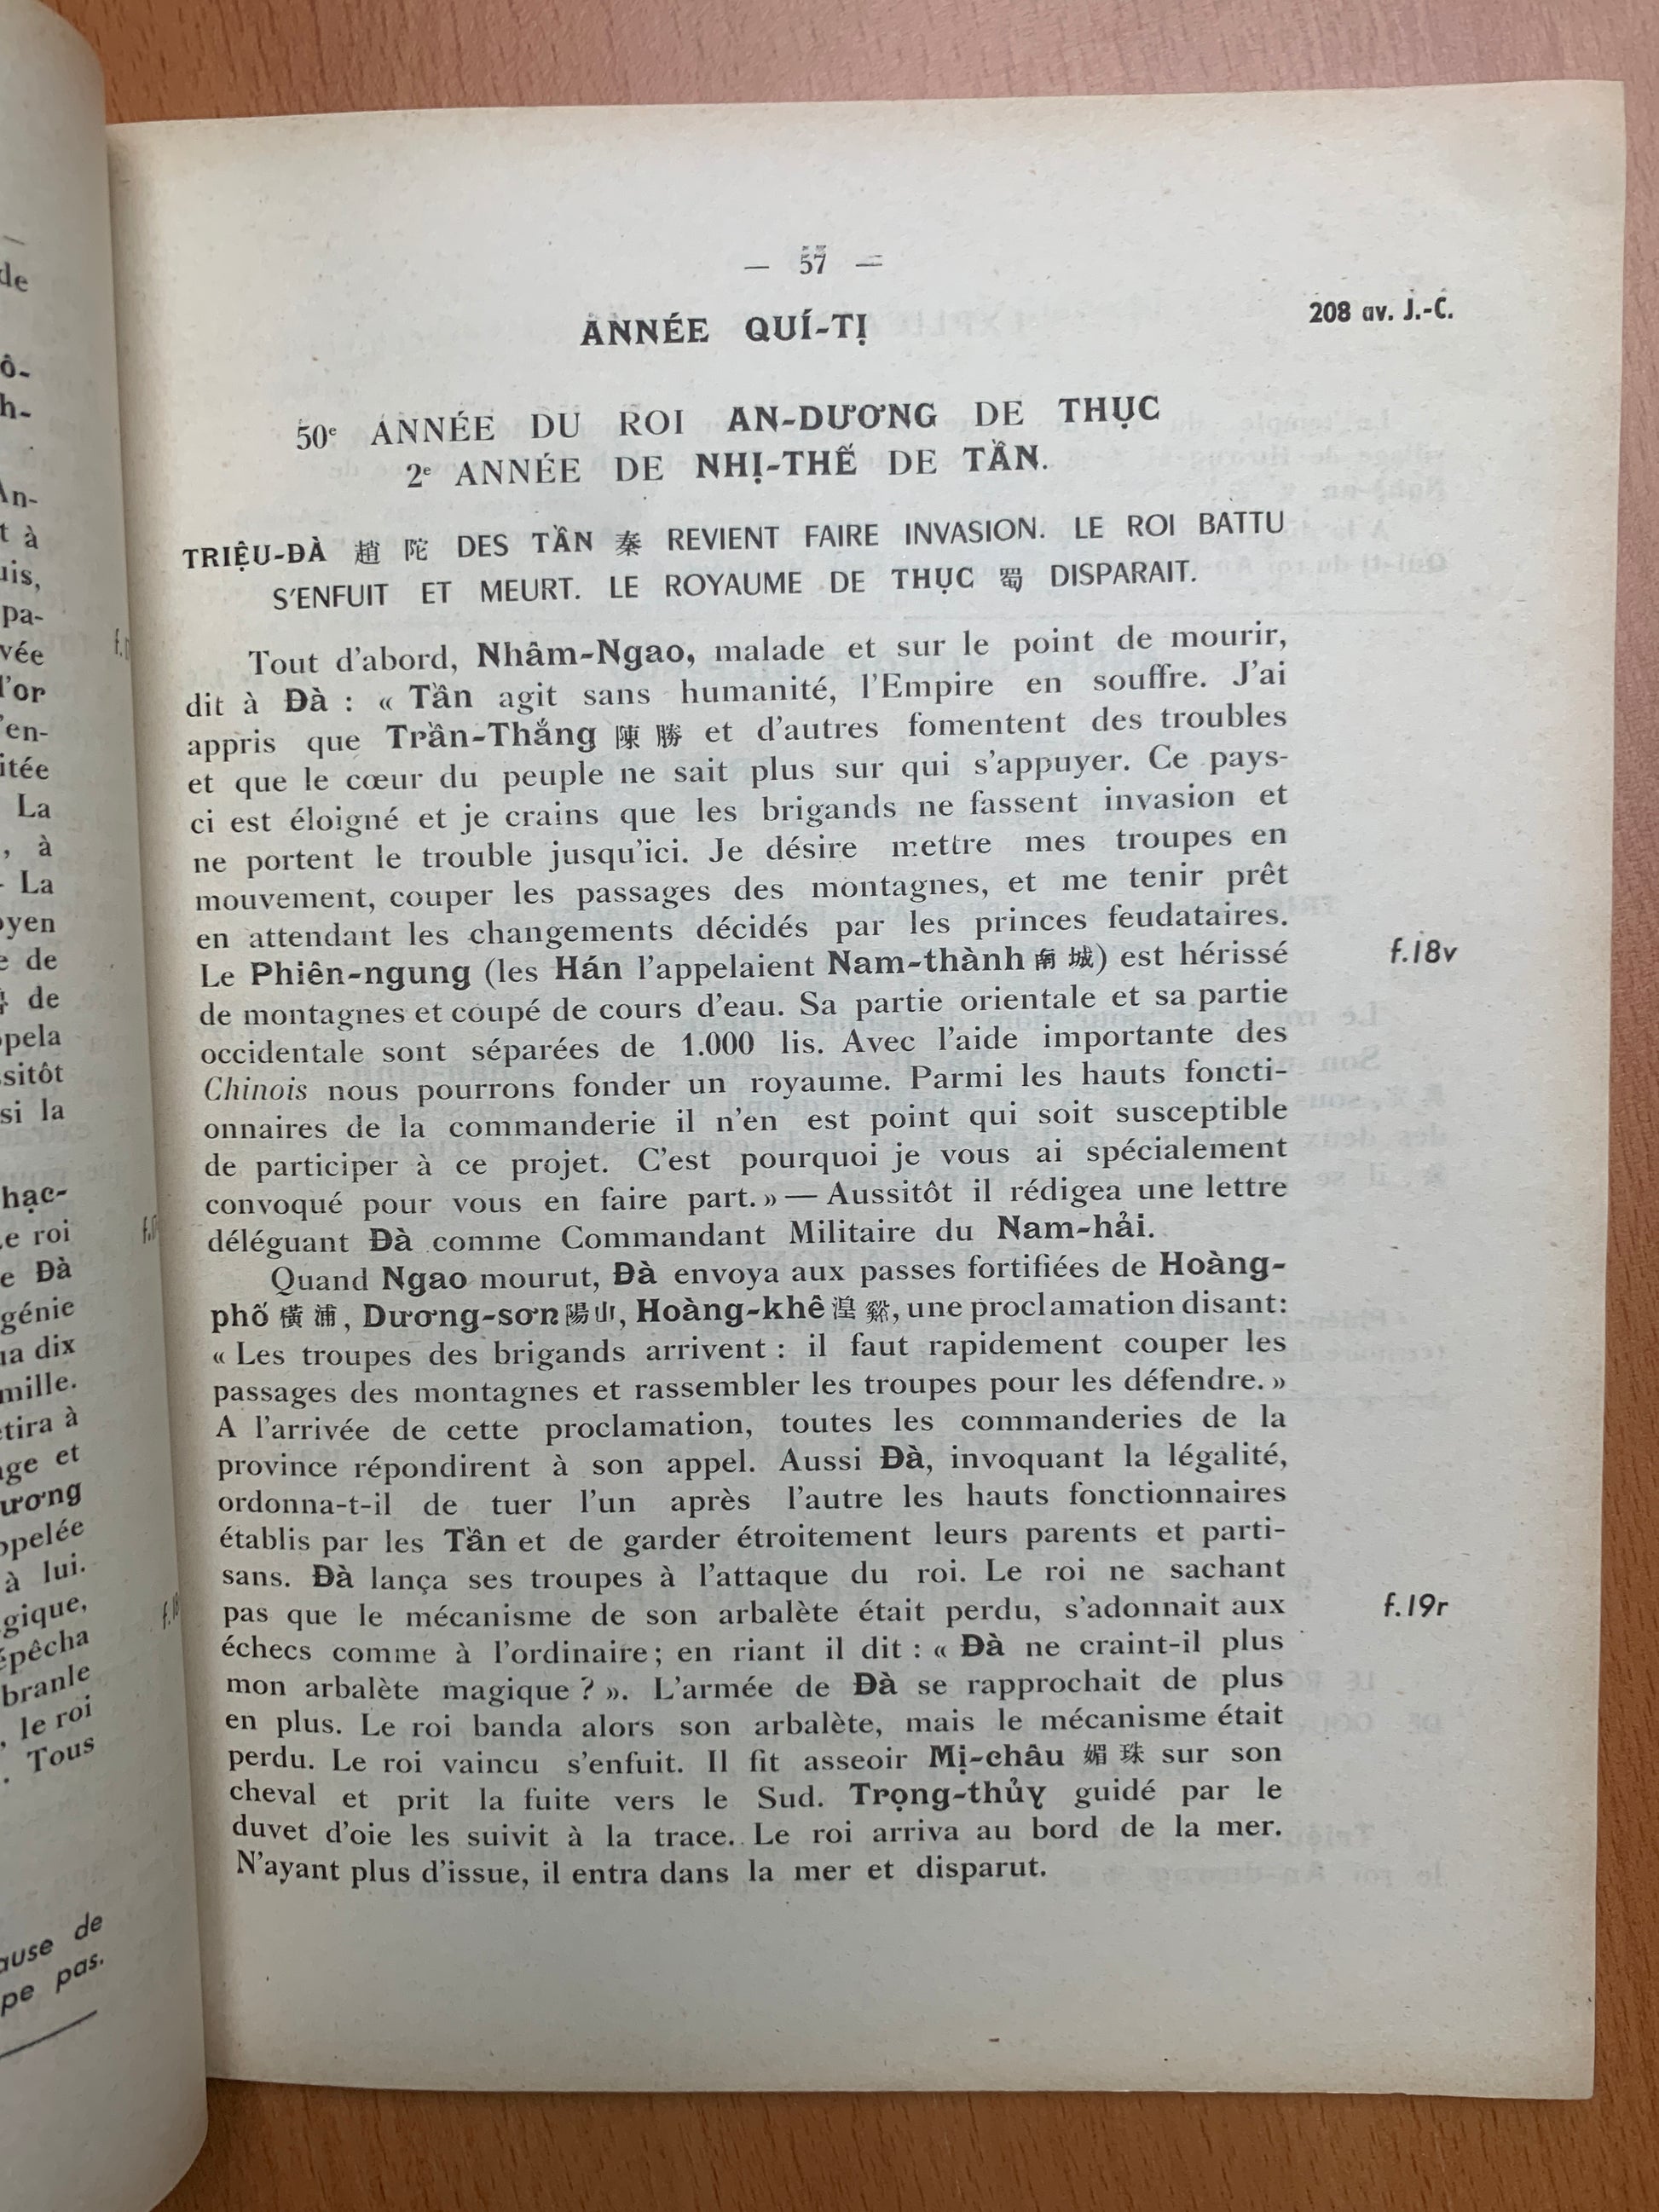 — 57 —
208 av. J.-C.
ANNÉE QUÍ-TỊ
50e ANNÉE DU ROI AN-DƯƠNG DE THỤC
2e ANNÉE DE NHỊ-THẾ DE TẦN.
TRIỆU-ĐÀ 趙 陀 DES TẦN 秦 REVIENT FAIRE INVASION. LE ROI BATTU
S'ENFUIT ET MEURT. LE ROYAUME DE THỤC 蜀 DISPARAIT.
Tout d'abord, Nhâm-Ngao, malade et sur le point de mourir,
dit à Đà : « Tần agit sans humanité, l'Empire en souffre. J'ai
appris que Trần-Thắng 陳 勝 et d'autres fomentent des troubles
et que le cœur du peuple ne sait plus sur qui s'appuyer. Ce pays-
ci est éloigné et je crains que les brigands ne fassent invasion et
ne portent le trouble jusqu'ici. Je désire mettre mes troupes en
mouvement, couper les passages des montagnes, et me tenir prêt
en attendant les changements décidés par les princes feudataires.
Le Phiên-ngung (les Hán l'appelaient Nam-thành 南 城) est hérissé
f.18v
de montagnes et coupé de cours d'eau. Sa partie orientale et sa partie
occidentale sont séparées de 1.000 lis. Avec l'aide importante des
Chinois nous pourrons fonder un royaume. Parmi les hauts foncti-
onnaires de la commanderie il n'en est point qui soit susceptible
de participer à ce projet. C'est pourquoi je vous ai spécialement
convoqué pour vous en faire part. » — Aussitôt il rédigea une lettre
déléguant Đà comme Commandant Militaire du Nam-hải.
Quand Ngao mourut, Đà envoya aux passes fortifiées de Hoàng-
phố 橫 浦, Dương-sơn 陽山, Hoàng-khê 湟 谿, une proclamation disant:
« Les troupes des brigands arrivent : il faut rapidement couper les
passages des montagnes et rassembler les troupes pour les défendre. »
A l'arrivée de cette proclamation, toutes les commanderies de la
province répondirent à son appel. Aussi Đà, invoquant la légalité,
ordonna-t-il de tuer l'un après l'autre les hauts fonctionnaires
établis par les Tần et de garder étroitement leurs parents et parti-
sans. Đà lança ses troupes à l'attaque du roi. Le roi ne sachant
pas que le mécanisme de son arbalète était perdu, s'adonnait aux
f.19r
échecs comme à l'ordinaire; en riant il dit : « Đà ne craint-il plus
mon arbalète magique ? ». L'armée de Đà se rapprochait de plus
en plus. Le roi banda alors son arbalète, mais le mécanisme était
perdu. Le roi vaincu s'enfuit. Il fit asseoir Mị-châu 媚 珠 sur son
cheval et prit la fuite vers le Sud. Trọng-thủy guidé par le
duvet d'oie les suivit à la trace. Le roi arriva au bord de la mer.
N'ayant plus d'issue, il entra dans la mer et disparut.